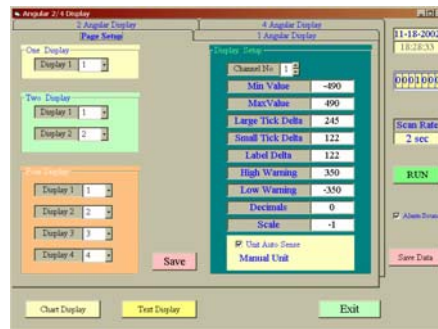 Angular 2/4 Display
2 Angular Display
4 Angular Display
Page Setup
1 Angular Display
One Display
Display 1 1
Two Display
Display 1 1
Display 2 2
Four Display
Display 1 1
Display 2 2
Display 3 3
Display 4 4
Save
Display Setup
Channel No 1
Min Value -490
MaxValue 490
Large Tick Delta 245
Small Tick Delta 122
Label Delta 122
High Warning 350
Low Warning -350
Decimals 0
Scale -1
Unit Auto Sense
Manual Unit
11-18-2002
18:28:33
Scan Rate
2 sec
RUN
Save Data
Chart Display
Text Display
Exit